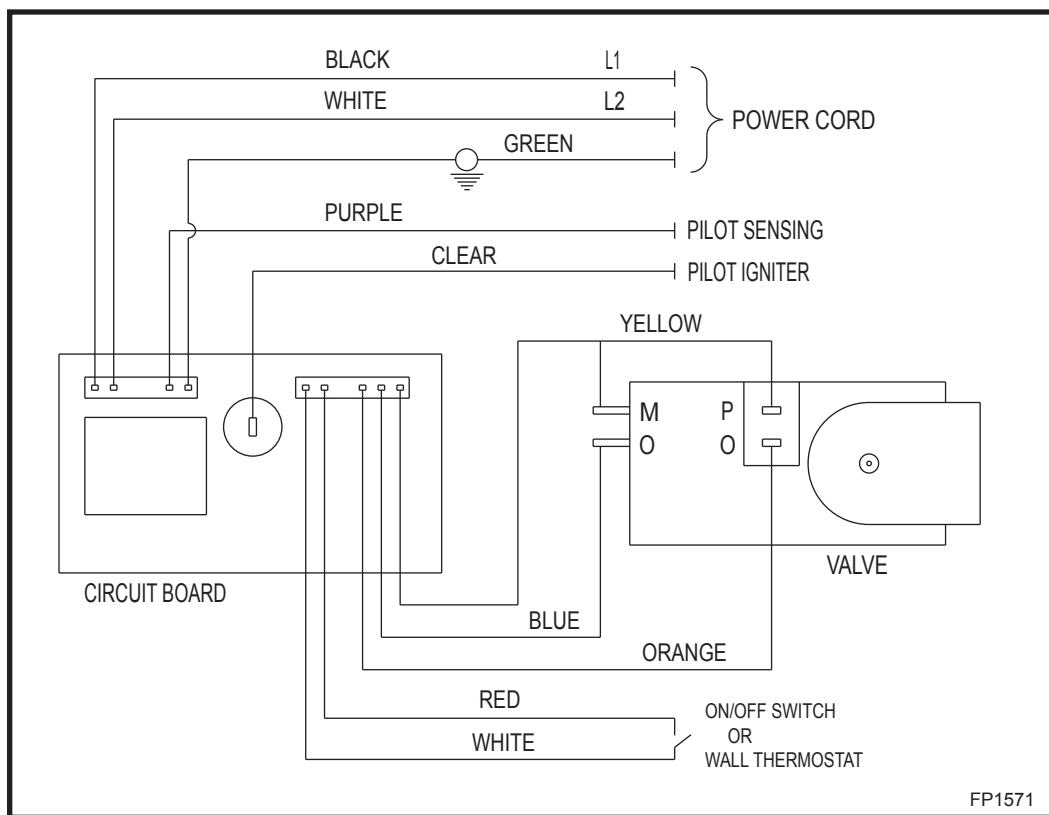 BLACK
L1
WHITE
L2
POWER CORD
GREEN
PURPLE
PILOT SENSING
CLEAR
PILOT IGNITER
YELLOW
M
P
O
O
VALVE
CIRCUIT BOARD
BLUE
ORANGE
RED
ON/OFF SWITCH
OR
WHITE
WALL THERMOSTAT
FP1571